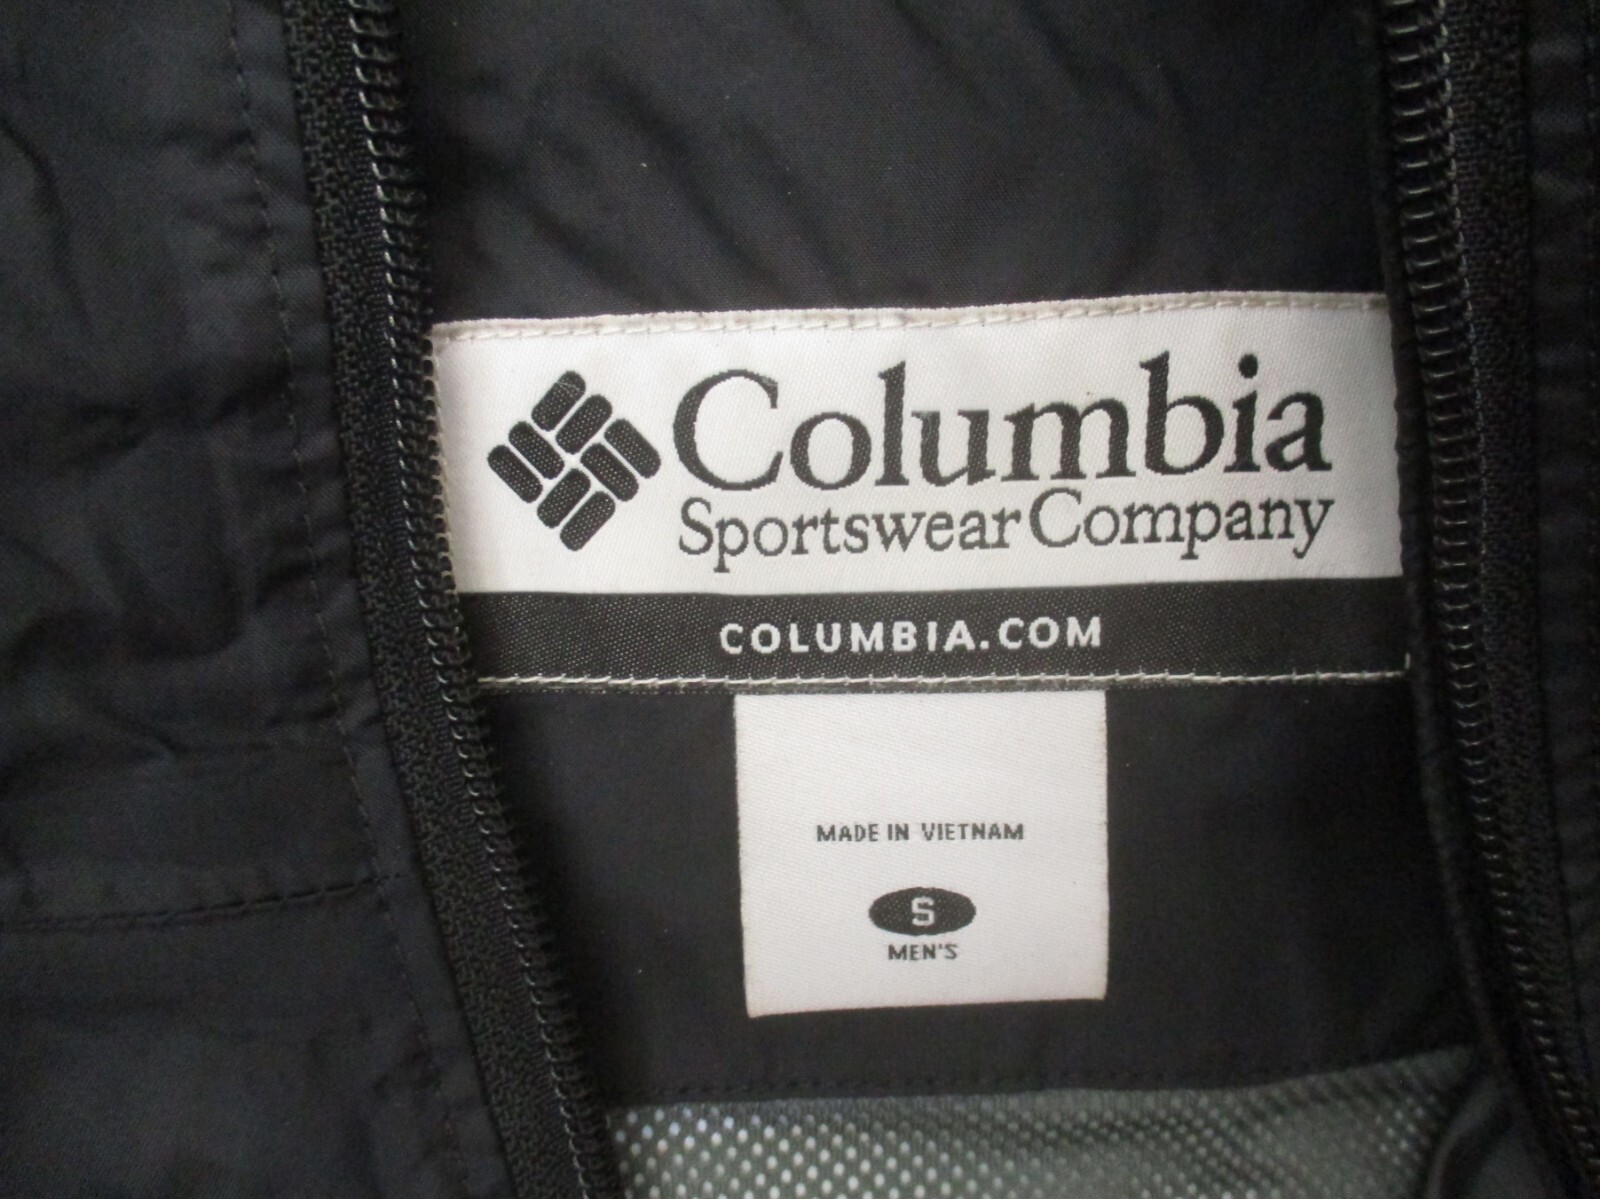 Columbia
Sportswear Company
COLUMBIA.COM
MADE IN VIETNAM
S
MEN'S